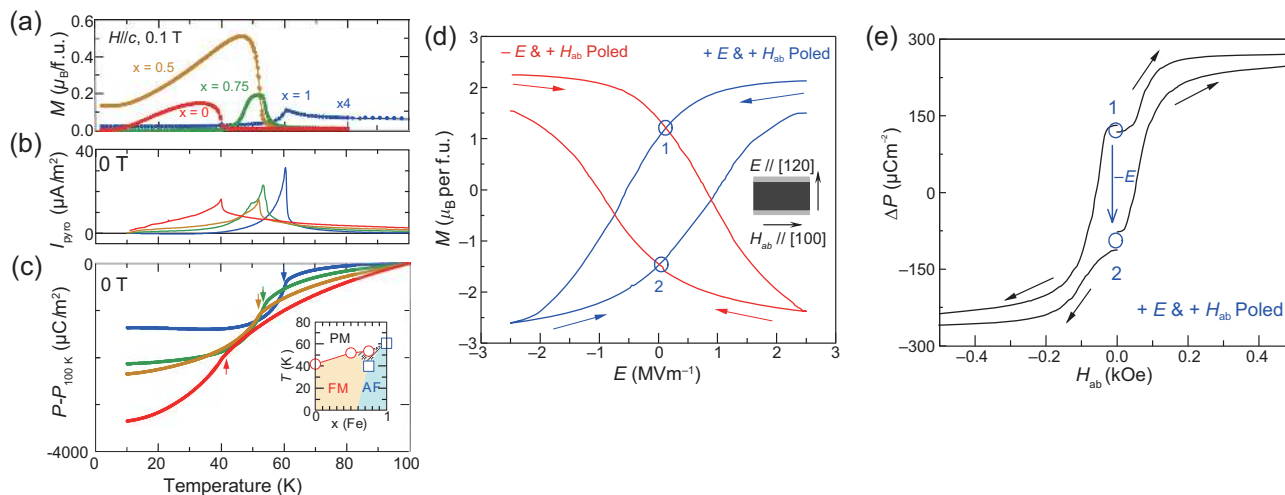 (a)
M (μB/f.u.)
0.6
0.4
0.2
0.0
H//c, 0.1 T
x = 0.5
x = 0.75
x = 0
x = 1
x4
(b)
Ipyro (μA/m²)
20
0
0 T
(c)
P-P100 K (μC/m²)
0
-4000
0 T
T (K)
80
60
40
20
0
PM
FM
AF
0
1
x (Fe)
0
20
40
60
80
100
Temperature (K)
(d)
M (μB per f.u.)
3
2
1
0
−1
−2
−3
– E & + Hab Poled
+ E & + Hab Poled
1
2
E // [120]
Hab // [100]
−3
−2
−1
0
1
2
3
E (MVm−1)
(e)
ΔP (μCm−2)
300
150
0
−150
−300
1
–E
2
+ E & + Hab Poled
−0.4
−0.2
0.0
0.2
0.4
Hab (kOe)